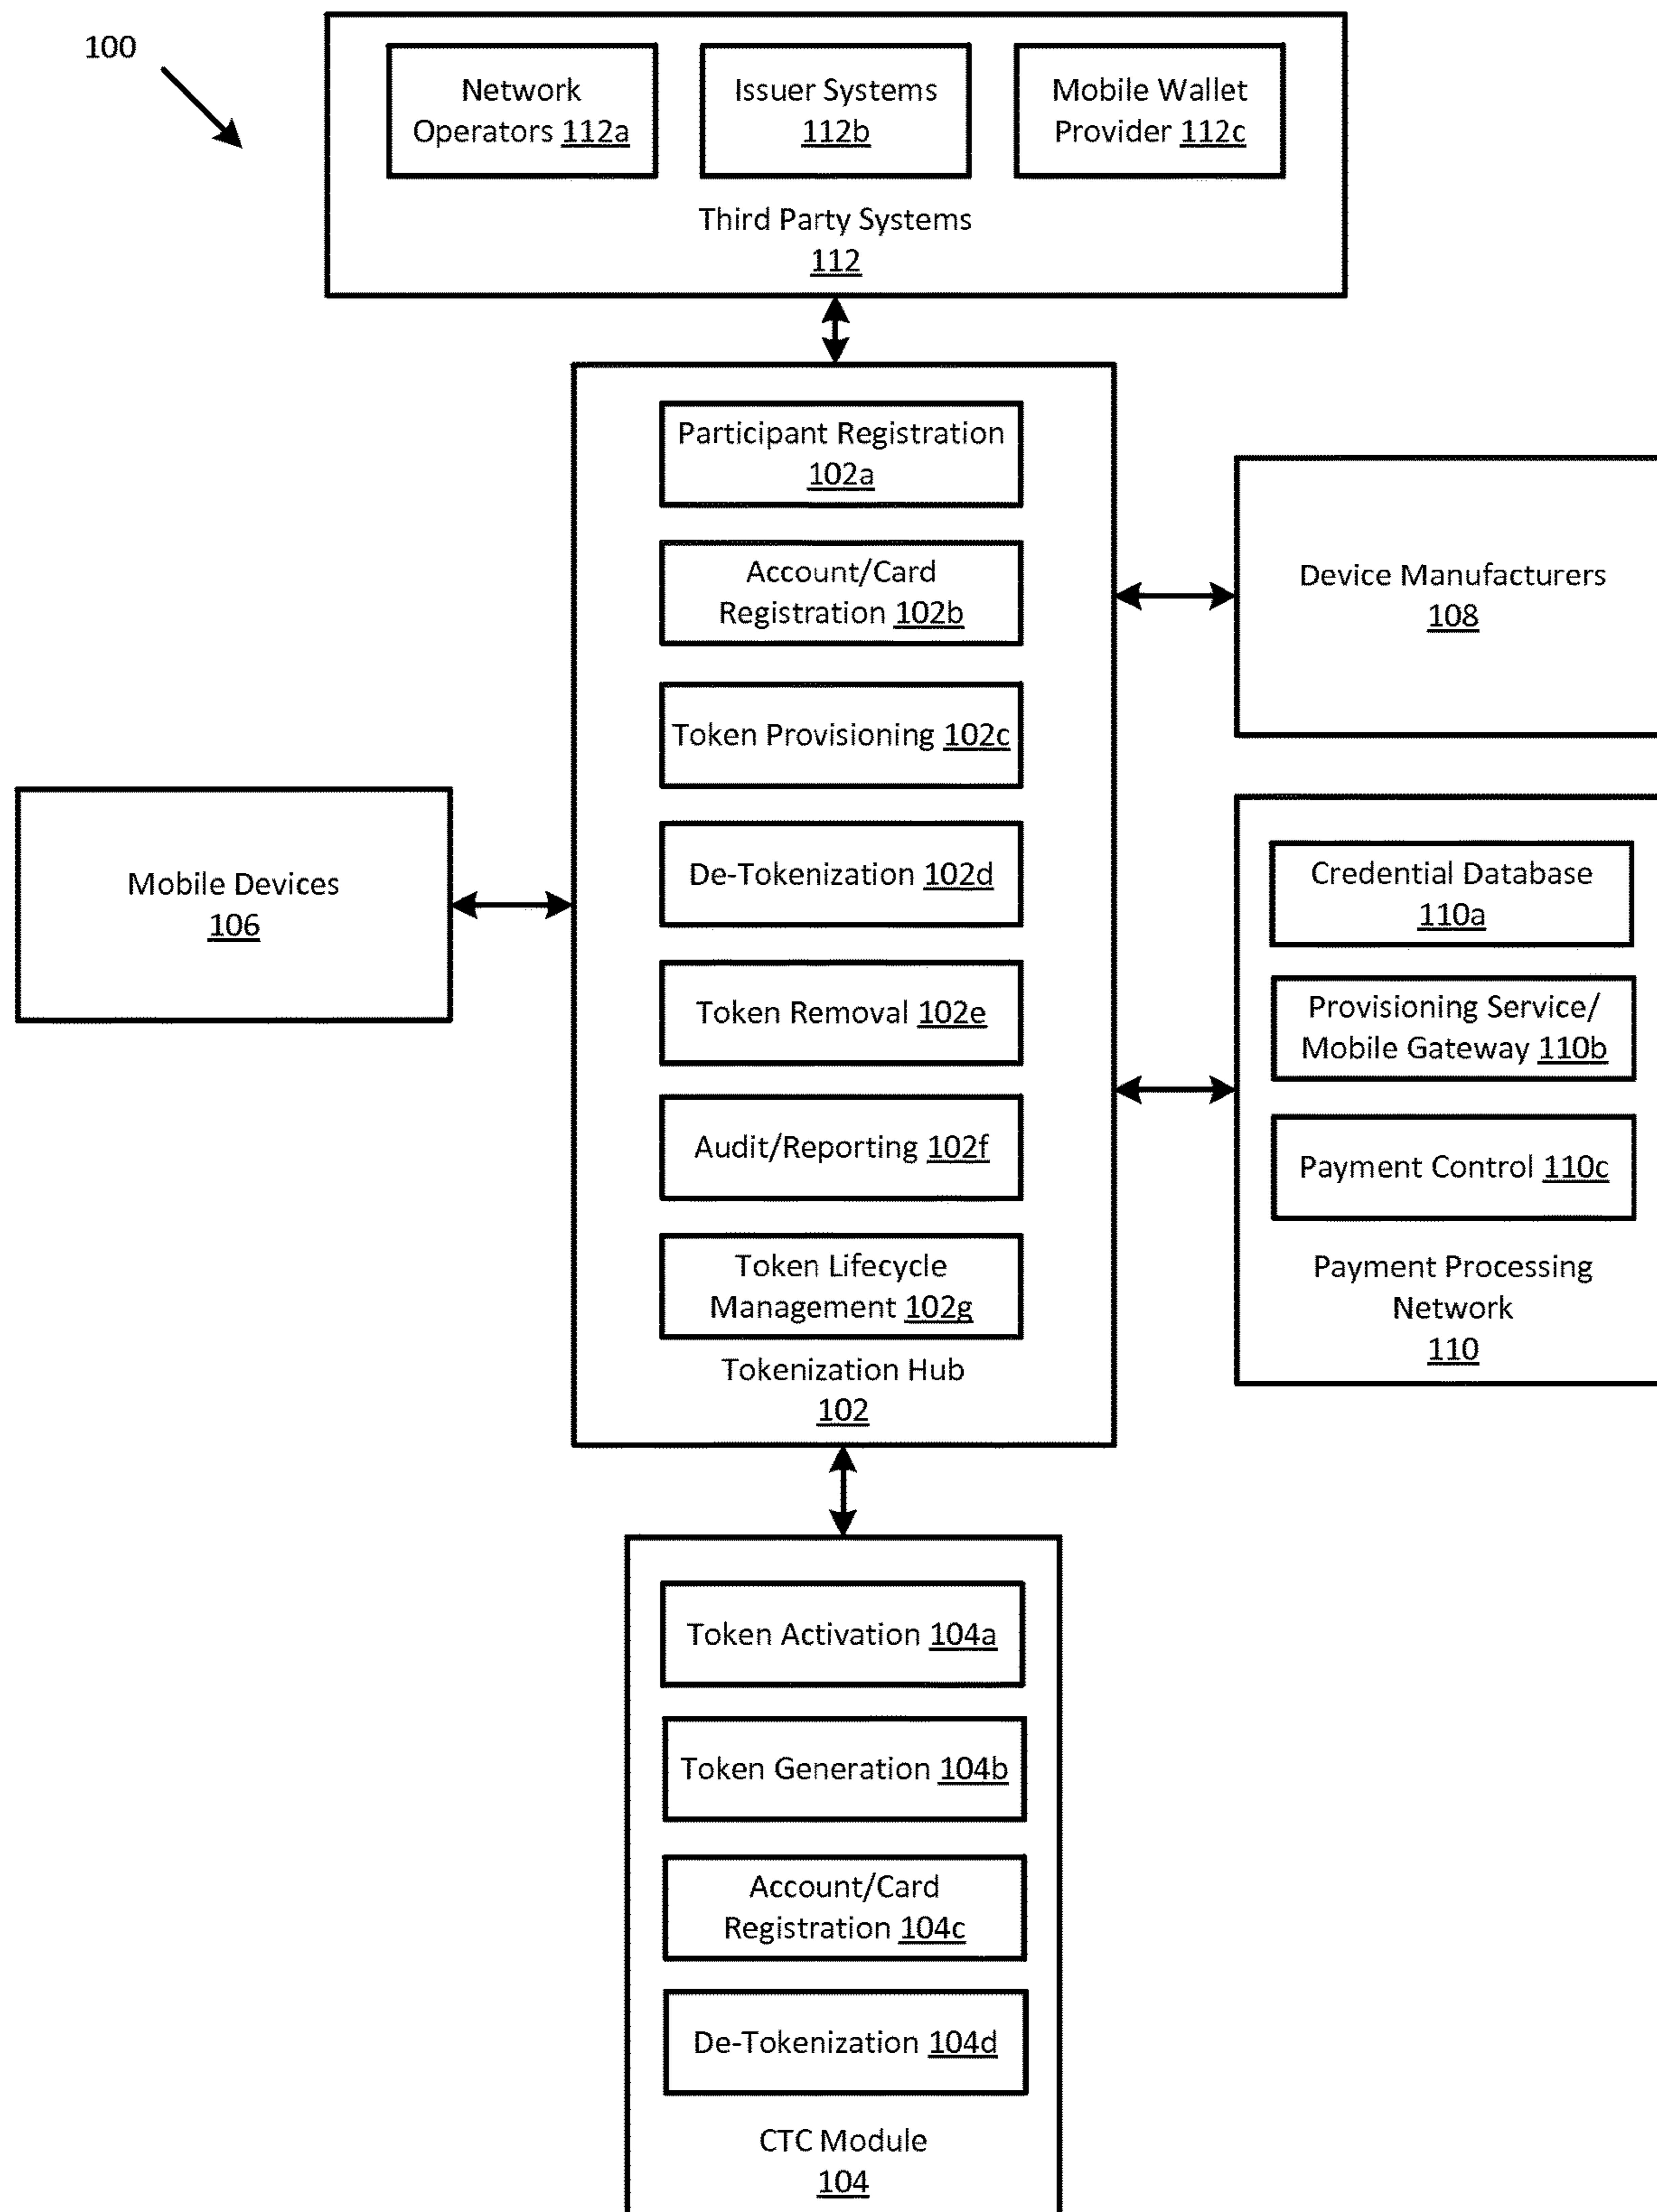 100
Network
Operators 112a
Issuer Systems
112b
Mobile Wallet
Provider 112c
Third Party Systems
112
Participant Registration
102a
Account/Card
Registration 102b
Token Provisioning 102c
De-Tokenization 102d
Token Removal 102e
Audit/Reporting 102f
Token Lifecycle
Management 102g
Tokenization Hub
102
Device Manufacturers
108
Mobile Devices
106
Credential Database
110a
Provisioning Service/
Mobile Gateway 110b
Payment Control 110c
Payment Processing
Network
110
Token Activation 104a
Token Generation 104b
Account/Card
Registration 104c
De-Tokenization 104d
CTC Module
104